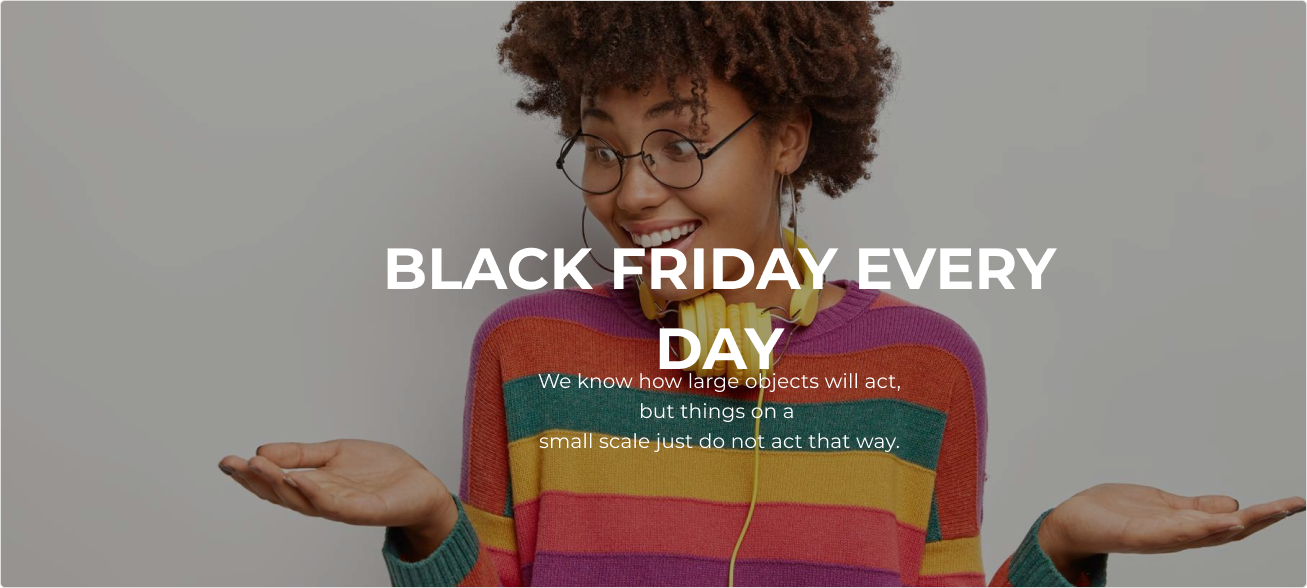 BLACK FRIDAY EVERY
DAY
We know how large objects will act,
but things on a
small scale just do not act that way.